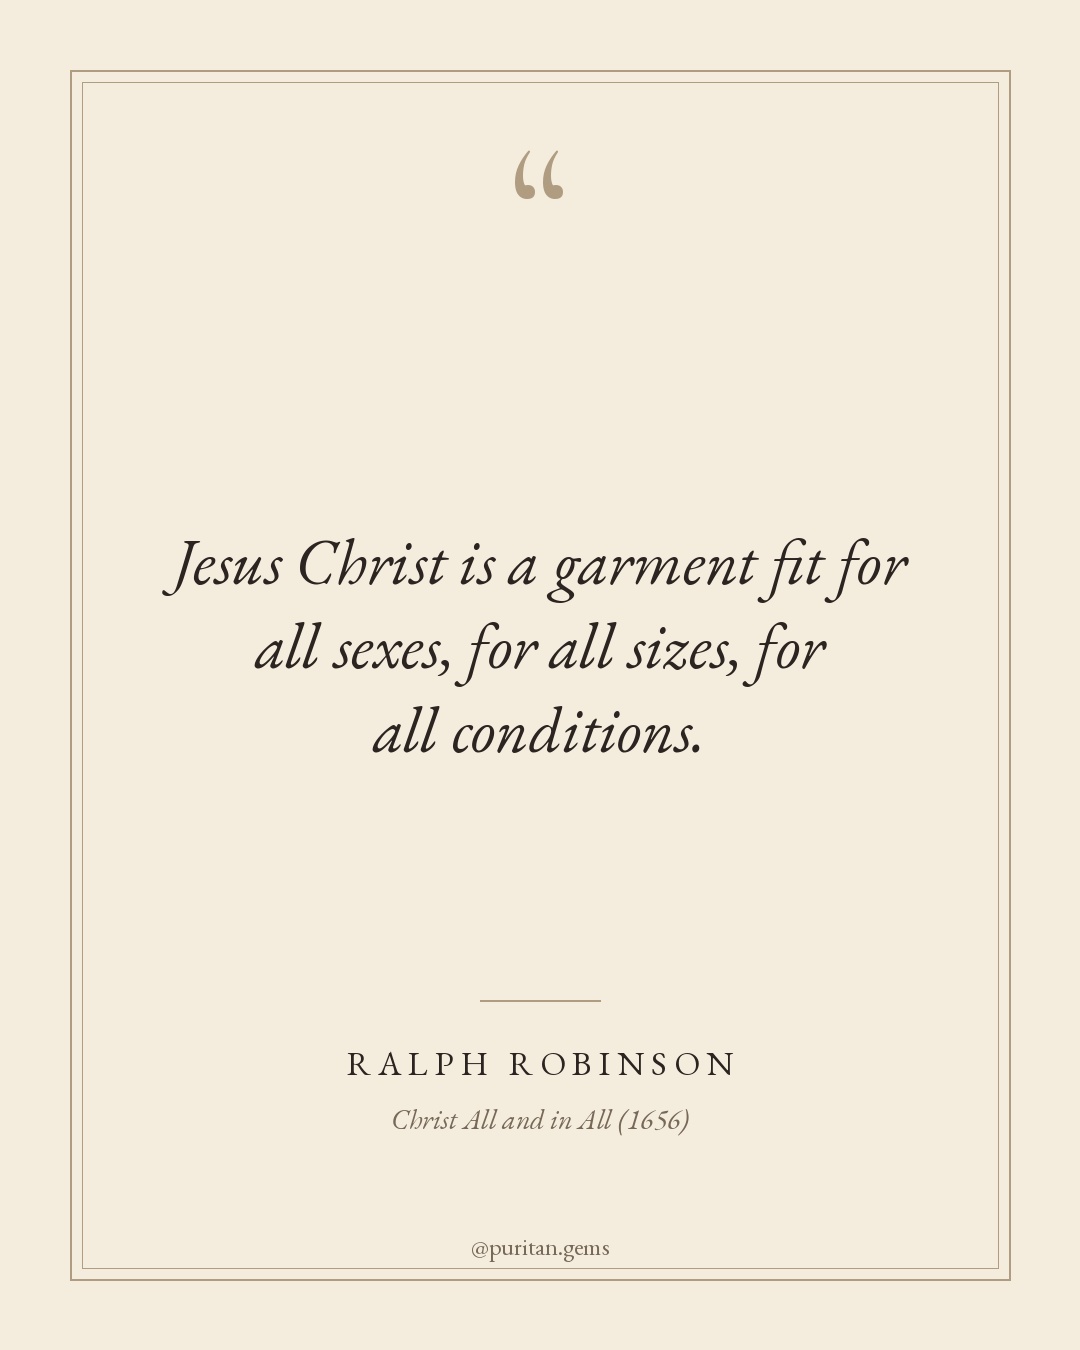 “
Jesus Christ is a garment fit for
all sexes, for all sizes, for
all conditions.
RALPH ROBINSON
Christ All and in All (1656)
@puritan.gems